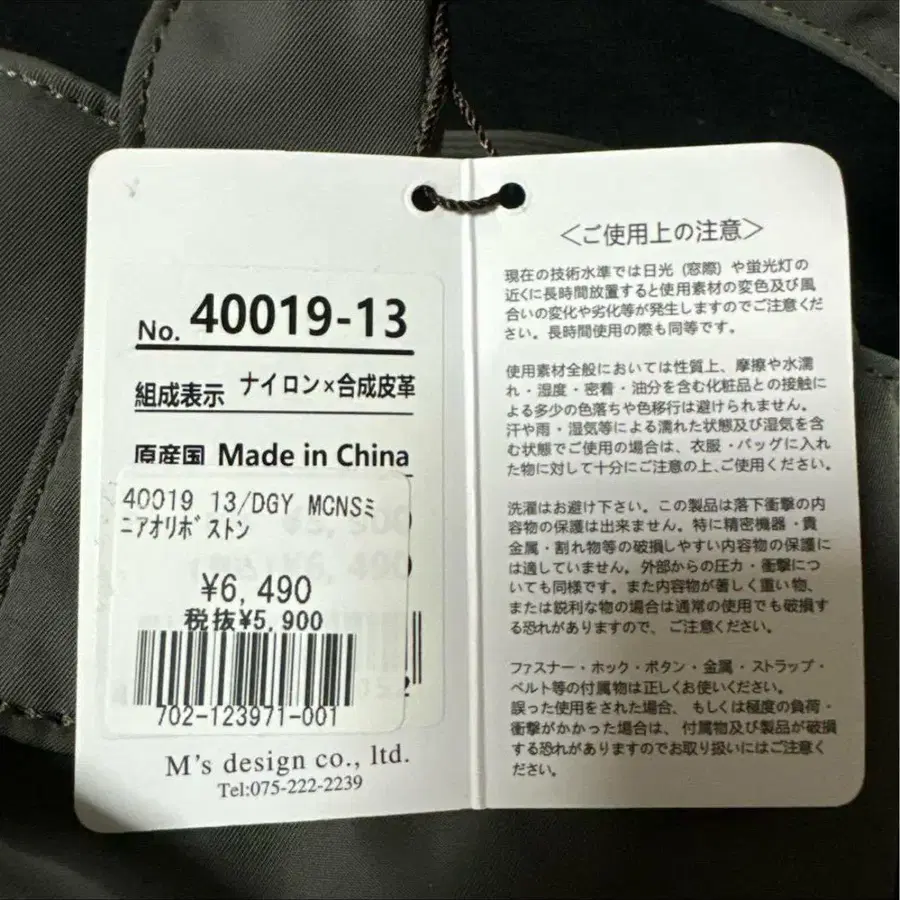 No. 40019-13
組成表示 ナイロン×合成皮革
原産国 Made in China
40019 13/DGY MCNSミ
ニアオリボストン
¥6,490
税抜¥5,900
702-123971-001
M's design co., ltd.
Tel:075-222-2239
＜ご使用上の注意＞
現在の技術水準では日光（窓際）や蛍光灯の
近くに長時間放置すると使用素材の変色及び風
合いの変化や劣化等が発生しますのでご注意くだ
さい。長時間使用の際も同等です。
使用素材全般においては性質上、摩擦や水濡
れ・湿度・密着・油分を含む化粧品との接触に
よる多少の色落ちや色移行は避けられません。
汗や雨・湿気等による濡れた状態及び湿気を含
む状態でご使用の場合は、衣服・バッグに入れ
た物に対して十分にご注意の上、ご使用ください。
洗濯はお避け下さい。この製品は落下衝撃の内
容物の保護は出来ません。特に精密機器・貴
金属・割れ物等の破損しやすい内容物の保護に
は適していません。外部からの圧力・衝撃につ
いても同様です。また内容物が著しく重い物、
または鋭利な物の場合は通常の使用でも破損す
る恐れがありますので、ご注意ください。
ファスナー・ホック・ボタン・金属・ストラップ・
ベルト等の付属物は正しくお使いください。
誤った使用をされた場合、もしくは極度の負荷・
衝撃がかかった場合は、付属物及び製品が破損
する恐れがありますのでお取り扱いにはご注意く
ださい。